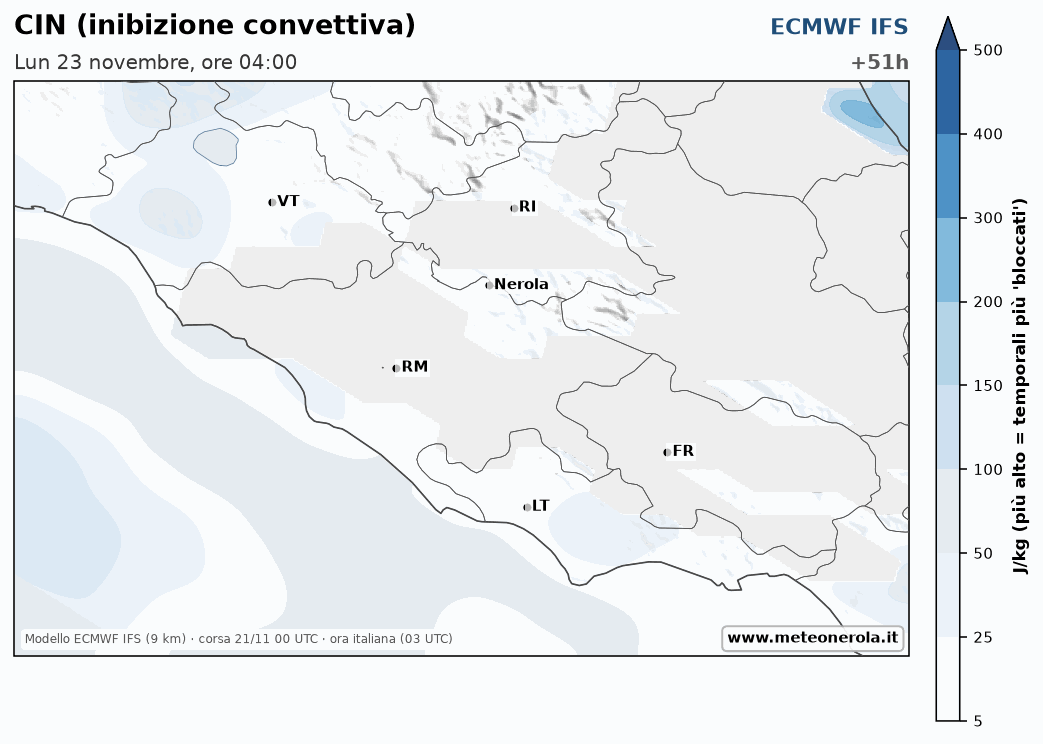 CIN (inibizione convettiva)
ECMWF IFS
Lun 23 novembre, ore 04:00
+51h
500
400
300
200
150
100
50
25
5
J/kg (più alto = temporali più 'bloccati')
VT
RI
Nerola
RM
FR
LT
Modello ECMWF IFS (9 km) · corsa 21/11 00 UTC · ora italiana (03 UTC)
www.meteonerola.it